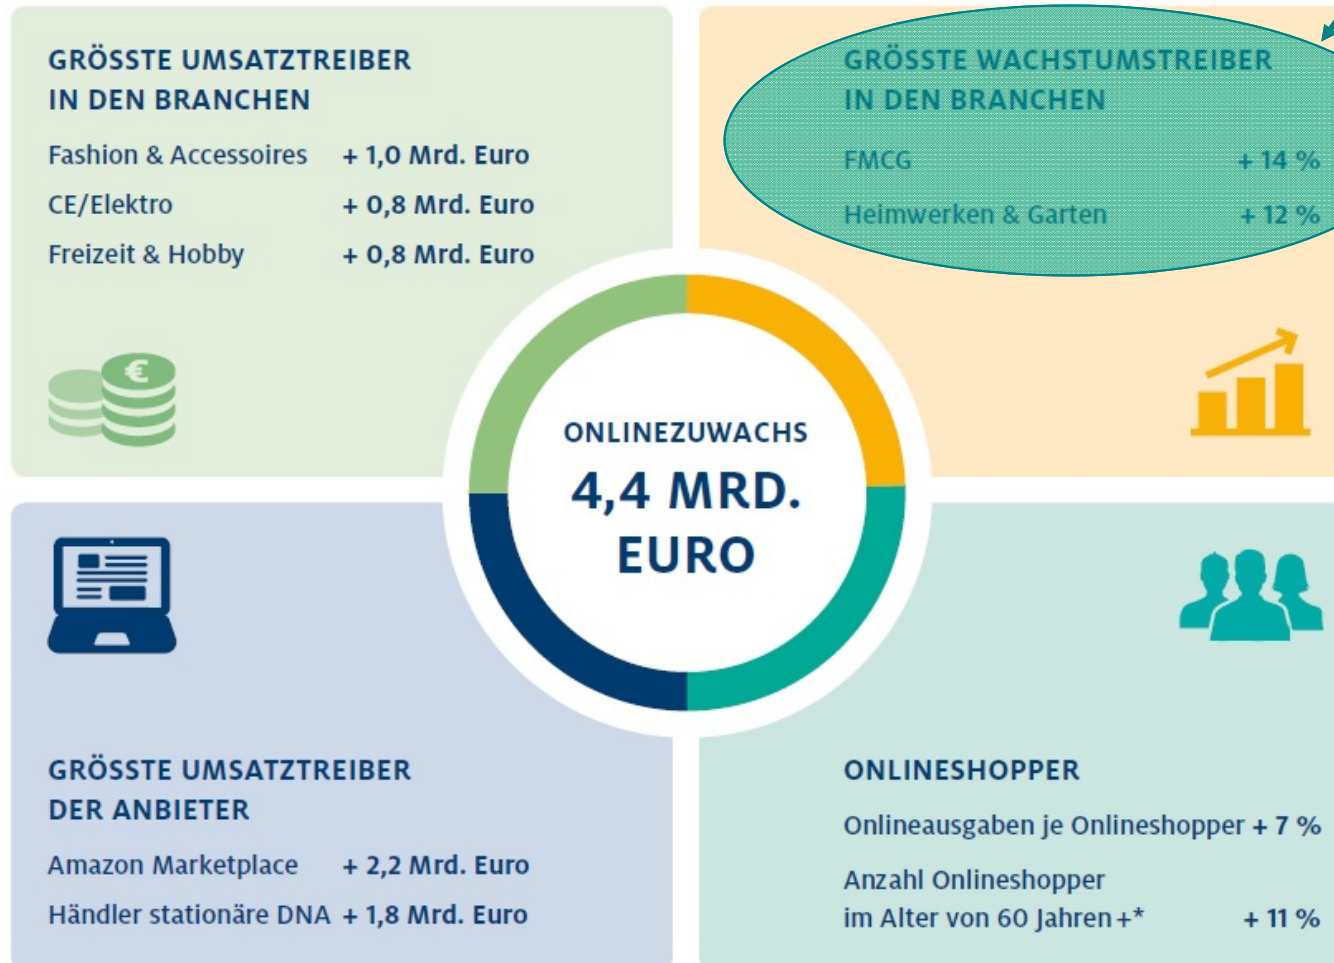 GRÖSSTE UMSATZTREIBER
IN DEN BRANCHEN
Fashion & Accessoires + 1,0 Mrd. Euro
CE/Elektro + 0,8 Mrd. Euro
Freizeit & Hobby + 0,8 Mrd. Euro
€
GRÖSSTE WACHSTUMSTREIBER
IN DEN BRANCHEN
FMCG + 14 %
Heimwerken & Garten + 12 %
ONLINEZUWACHS
4,4 MRD.
EURO
GRÖSSTE UMSATZTREIBER
DER ANBIETER
Amazon Marketplace + 2,2 Mrd. Euro
Händler stationäre DNA + 1,8 Mrd. Euro
ONLINESHOPPER
Onlineausgaben je Onlineshopper + 7 %
Anzahl Onlineshopper
im Alter von 60 Jahren +* + 11 %